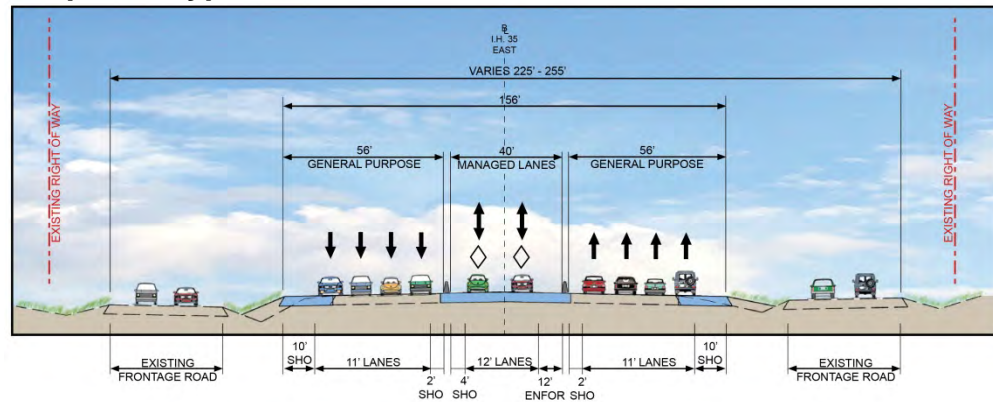 B
L
I.H. 35
EAST
VARIES 225' - 255'
156'
56'
GENERAL PURPOSE
40'
MANAGED LANES
56'
GENERAL PURPOSE
EXISTING RIGHT OF WAY
EXISTING RIGHT OF WAY
EXISTING
FRONTAGE ROAD
10'
SHO
11' LANES
2'
SHO
4'
SHO
12' LANES
12'
ENFOR
2'
SHO
11' LANES
10'
SHO
EXISTING
FRONTAGE ROAD